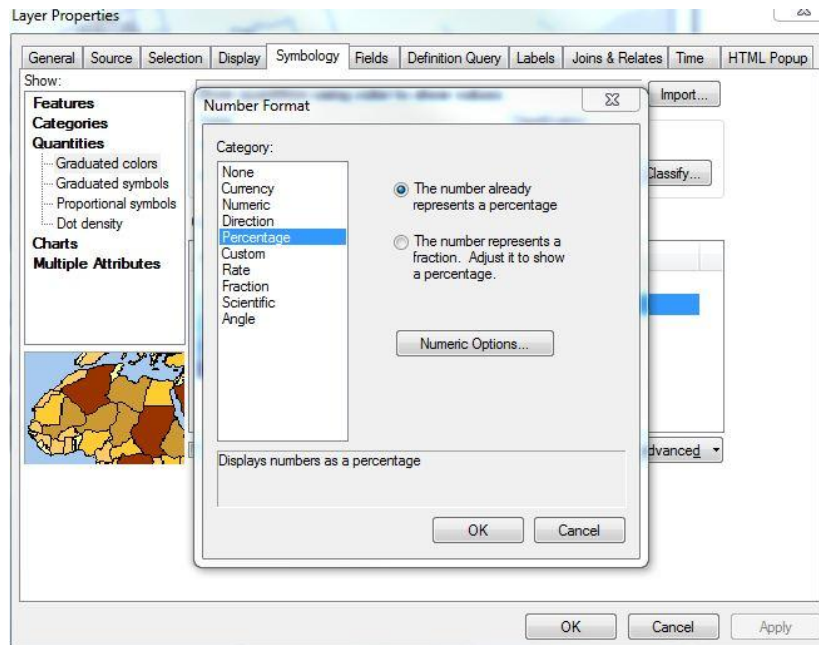 Layer Properties
General Source Selection Display Symbology Fields Definition Query Labels Joins & Relates Time HTML Popup
Show:
Features
Categories
Quantities
Graduated colors
Graduated symbols
Proportional symbols
Dot density
Charts
Multiple Attributes
Import...
Classify...
Advanced
Number Format
Category:
None
Currency
Numeric
Direction
Percentage
Custom
Rate
Fraction
Scientific
Angle
The number already
represents a percentage
The number represents a
fraction. Adjust it to show
a percentage.
Numeric Options...
Displays numbers as a percentage
OK Cancel
OK Cancel Apply